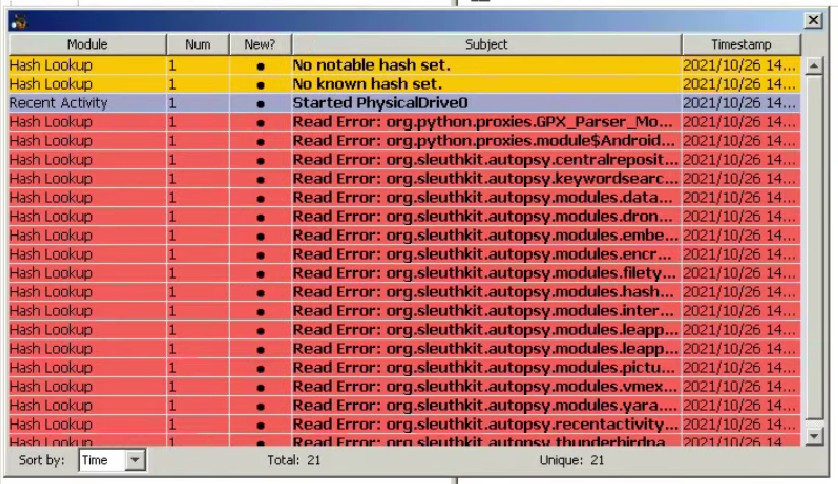 Module Num New? Subject Timestamp
Hash Lookup 1 No notable hash set. 2021/10/26 14...
Hash Lookup 1 No known hash set. 2021/10/26 14...
Recent Activity 1 Started PhysicalDrive0 2021/10/26 14...
Hash Lookup 1 Read Error: org.python.proxies.GPX_Parser_Mo... 2021/10/26 14...
Hash Lookup 1 Read Error: org.python.proxies.module$Android... 2021/10/26 14...
Hash Lookup 1 Read Error: org.sleuthkit.autopsy.centralreposit... 2021/10/26 14...
Hash Lookup 1 Read Error: org.sleuthkit.autopsy.keywordsearc... 2021/10/26 14...
Hash Lookup 1 Read Error: org.sleuthkit.autopsy.modules.data... 2021/10/26 14...
Hash Lookup 1 Read Error: org.sleuthkit.autopsy.modules.dron... 2021/10/26 14...
Hash Lookup 1 Read Error: org.sleuthkit.autopsy.modules.embe... 2021/10/26 14...
Hash Lookup 1 Read Error: org.sleuthkit.autopsy.modules.encr... 2021/10/26 14...
Hash Lookup 1 Read Error: org.sleuthkit.autopsy.modules.filety... 2021/10/26 14...
Hash Lookup 1 Read Error: org.sleuthkit.autopsy.modules.hash... 2021/10/26 14...
Hash Lookup 1 Read Error: org.sleuthkit.autopsy.modules.inter... 2021/10/26 14...
Hash Lookup 1 Read Error: org.sleuthkit.autopsy.modules.leapp... 2021/10/26 14...
Hash Lookup 1 Read Error: org.sleuthkit.autopsy.modules.leapp... 2021/10/26 14...
Hash Lookup 1 Read Error: org.sleuthkit.autopsy.modules.pictu... 2021/10/26 14...
Hash Lookup 1 Read Error: org.sleuthkit.autopsy.modules.vmex... 2021/10/26 14...
Hash Lookup 1 Read Error: org.sleuthkit.autopsy.modules.yara.... 2021/10/26 14...
Hash Lookup 1 Read Error: org.sleuthkit.autopsy.recentactivity... 2021/10/26 14...
Hash Lookup 1 Read Error: org.sleuthkit.autopsy.thunderbirdpa... 2021/10/26 14...
Sort by: Time Total: 21 Unique: 21